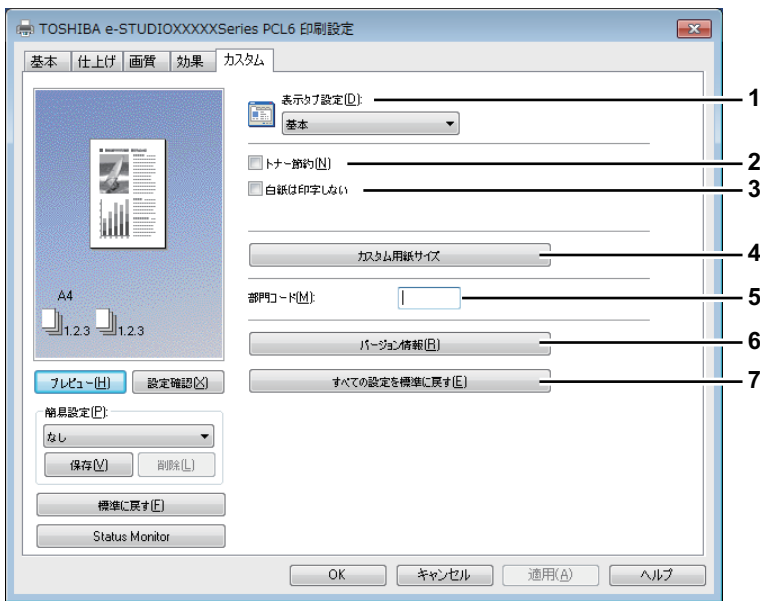 TOSHIBA e-STUDIOXXXXXSeries PCL6 印刷設定
基本 仕上げ 画質 効果 カスタム
表示タブ設定(D):
1
基本
トナー節約(N)
2
白紙は印字しない
3
カスタム用紙サイズ
4
部門コード(M):
5
バージョン情報(R)
6
すべての設定を標準に戻す(E)
7
A4
1.2.3 1.2.3
プレビュー(H) 設定確認(X)
簡易設定(P):
なし
保存(V) 削除(L)
標準に戻す(F)
Status Monitor
OK キャンセル 適用(A) ヘルプ